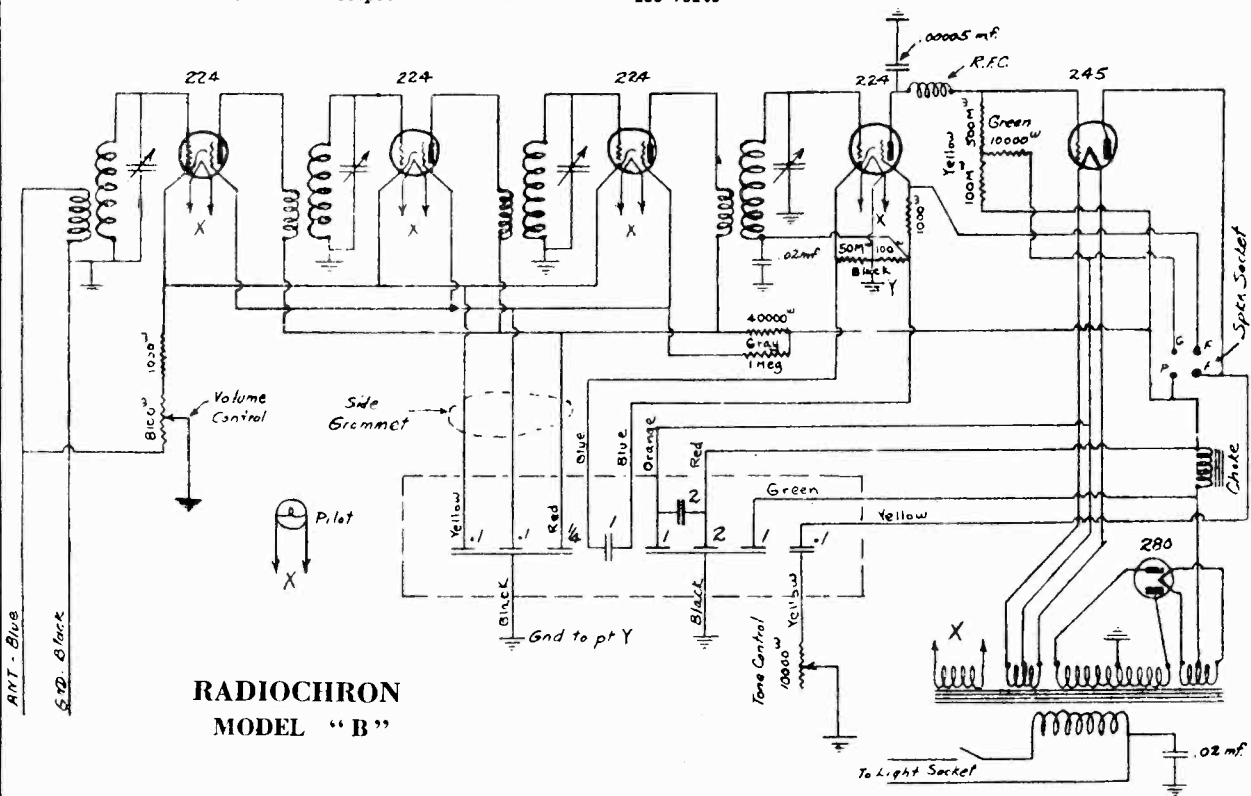 .00005 mf.
R.F.C.
224
224
224
224
245
500M ω
Green
10000 ω
Yellow
100M ω
X
X
X
X
1000 ω
.02mf
50M ω
100 ω
Black
Y
40000 ω
Gray
1 Meg
Spkr. Socket
G
F
P
F
1000 ω
8100 ω
Volume
Control
Side
Grommet
Blue
Blue
Orange
Red
Choke
Pilot
X
Yellow
.1
.1
Red
1/4
1
2
1
2
Green
1
Yellow
.1
280
Black
Gnd to pt Y
Black
Yellow
Tone Control
10000 ω
X
ANT - Blue
GND. Black
RADIOCHRON
MODEL "B"
To Light Socket
.02 mf.